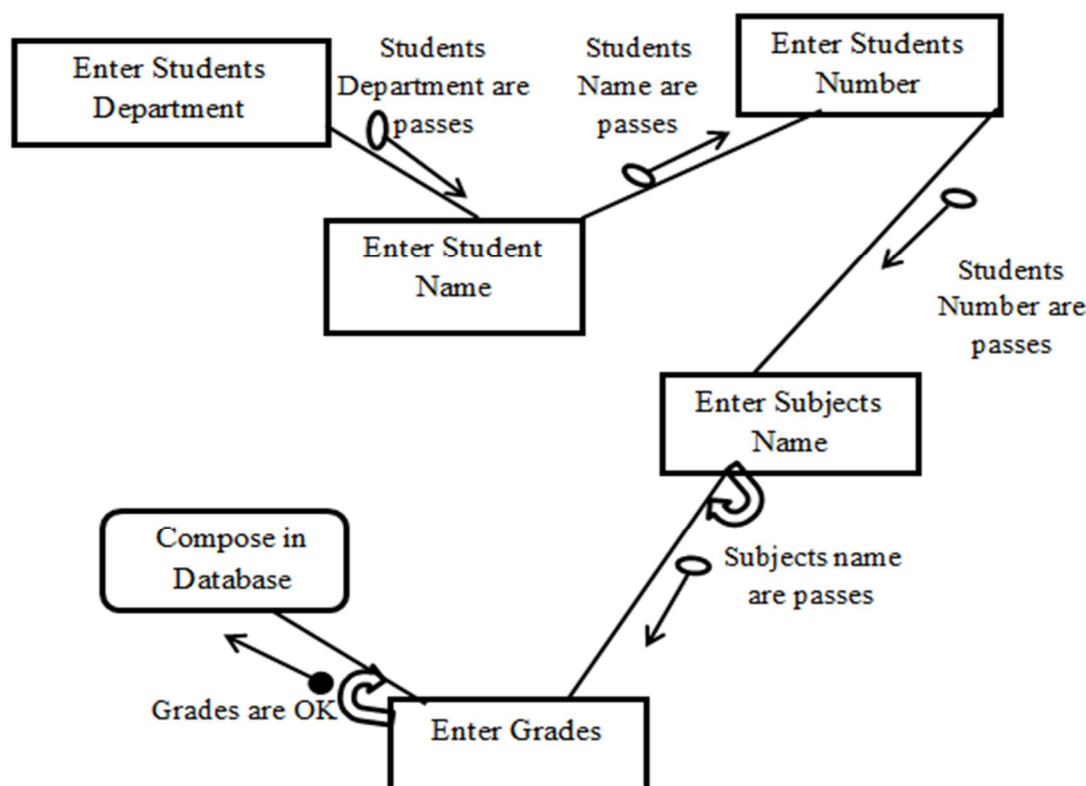 Enter Students
Department
Students
Department are
passes
Students
Name are
passes
Enter Students
Number
Enter Student
Name
Students
Number are
passes
Enter Subjects
Name
Subjects name
are passes
Compose in
Database
Grades are OK
Enter Grades